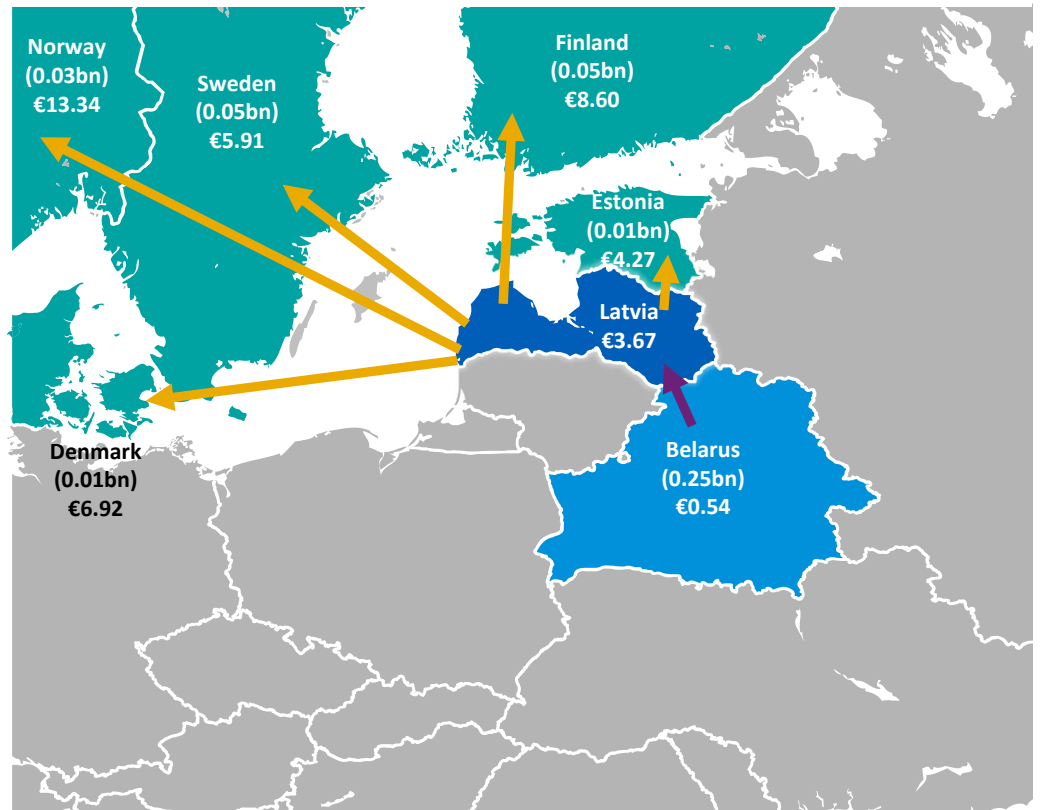 Norway
(0.03bn)
€13.34
Sweden
(0.05bn)
€5.91
Finland
(0.05bn)
€8.60
Estonia
(0.01bn)
€4.27
Latvia
€3.67
Denmark
(0.01bn)
€6.92
Belarus
(0.25bn)
€0.54